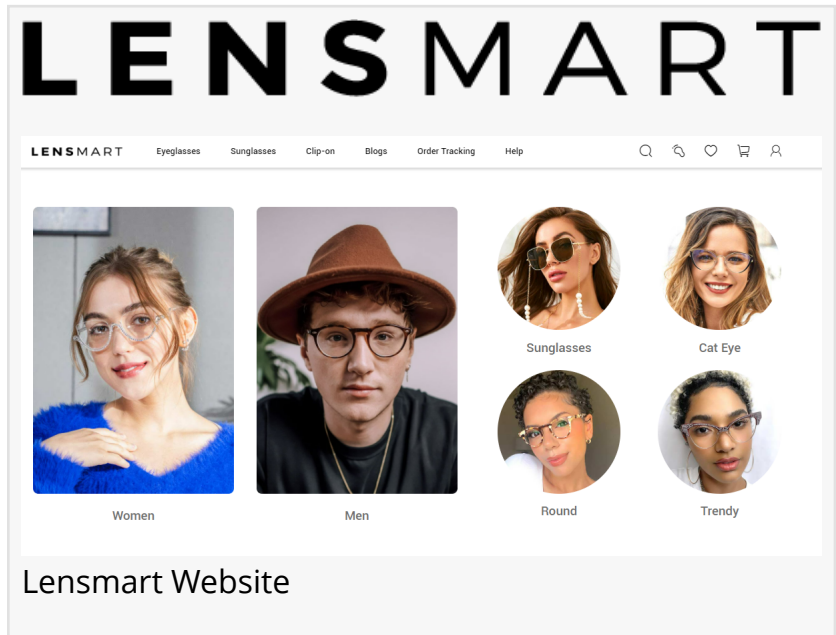 LENSMART
LENSMART Eyeglasses Sunglasses Clip-on Blogs Order Tracking Help
Sunglasses Cat Eye
Round Trendy
Women Men
Lensmart Website